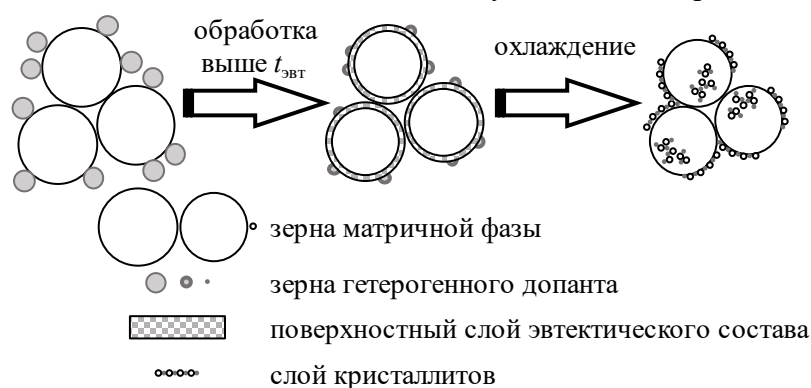 обработка
выше tэвт
охлаждение
зерна матричной фазы
зерна гетерогенного допанта
поверхностный слой эвтектического состава
слой кристаллитов